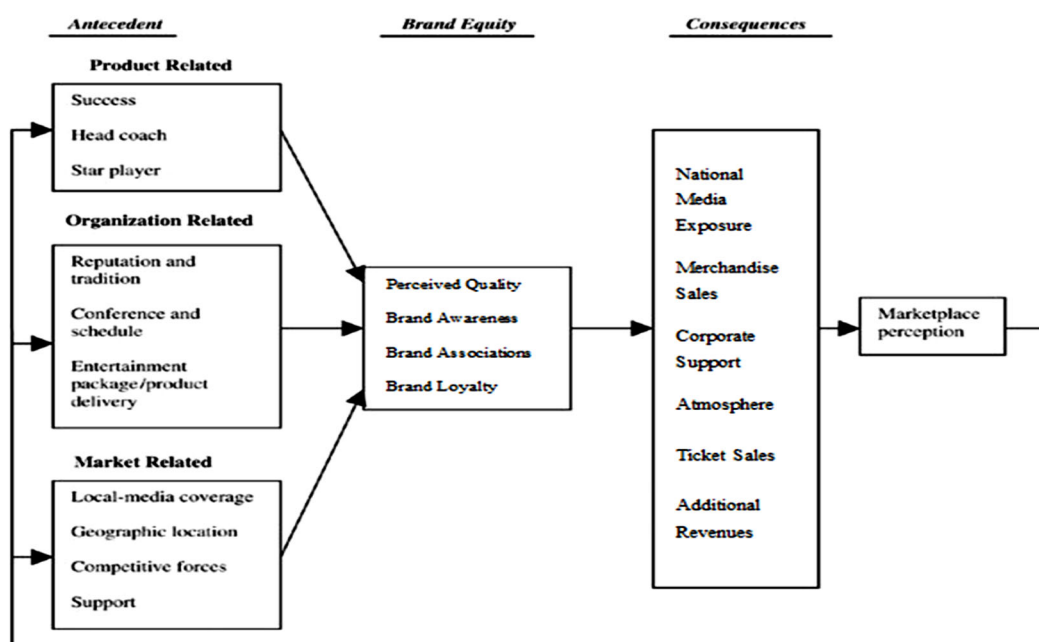 Antecedent
Brand Equity
Consequences
Product Related
Success
Head coach
Star player
Organization Related
Reputation and
tradition
Conference and
schedule
Entertainment
package/product
delivery
Market Related
Local-media coverage
Geographic location
Competitive forces
Support
Perceived Quality
Brand Awareness
Brand Associations
Brand Loyalty
National
Media
Exposure
Merchandise
Sales
Corporate
Support
Atmosphere
Ticket Sales
Additional
Revenues
Marketplace
perception